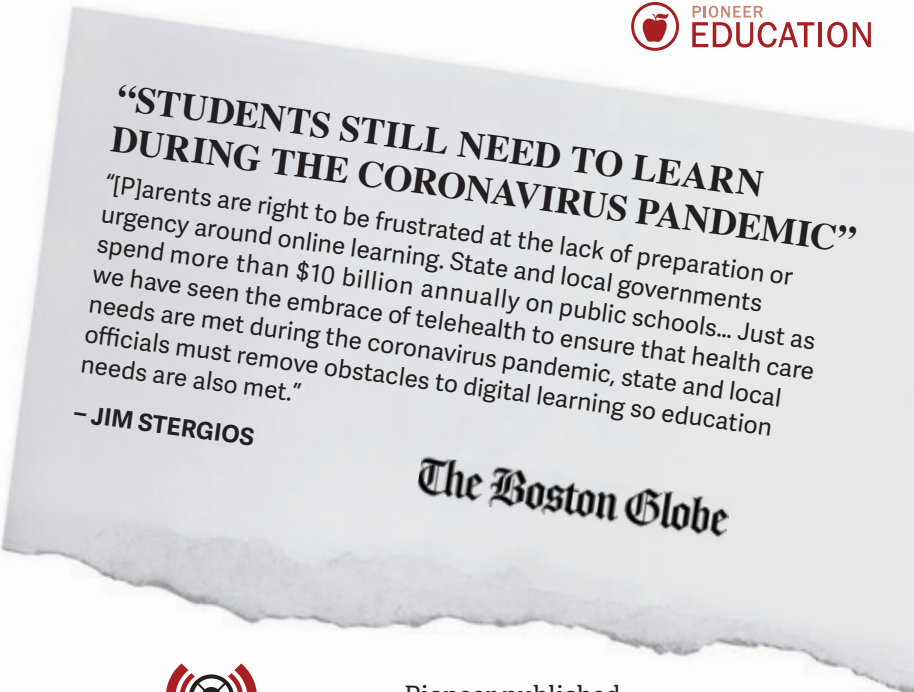 PIONEER
EDUCATION
“STUDENTS STILL NEED TO LEARN
DURING THE CORONAVIRUS PANDEMIC”
“[P]arents are right to be frustrated at the lack of preparation or
urgency around online learning. State and local governments
spend more than $10 billion annually on public schools... Just as
we have seen the embrace of telehealth to ensure that health care
needs are met during the coronavirus pandemic, state and local
officials must remove obstacles to digital learning so education
needs are also met.”
– JIM STERGIOS
The Boston Globe
Pioneer published